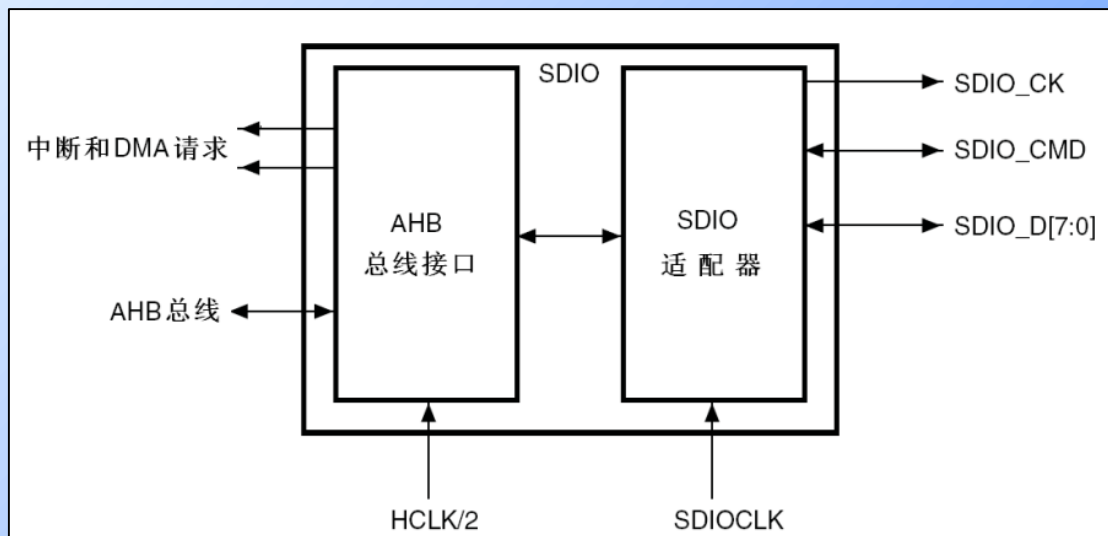 SDIO
SDIO_CK
中断和DMA请求
SDIO_CMD
AHB
总线接口
SDIO
适配器
SDIO_D[7:0]
AHB总线
HCLK/2
SDIOCLK